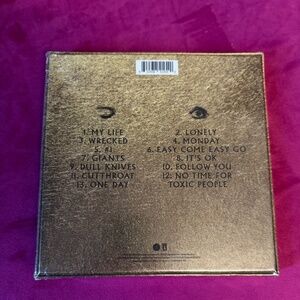 1. MY LIFE
2. LONELY
3. WRECKED
4. MONDAY
5. #1
6. EASY COME EASY GO
7. GIANTS
8. IT'S OK
9. DULL KNIVES
10. FOLLOW YOU
11. CUTTHROAT
12. NO TIME FOR
TOXIC PEOPLE
13. ONE DAY